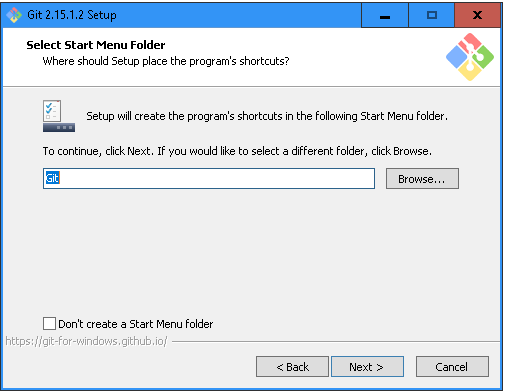 Git 2.15.1.2 Setup
Select Start Menu Folder
Where should Setup place the program's shortcuts?
Setup will create the program's shortcuts in the following Start Menu folder.
To continue, click Next. If you would like to select a different folder, click Browse.
Git
Browse...
Don't create a Start Menu folder
https://git-for-windows.github.io/
< Back
Next >
Cancel